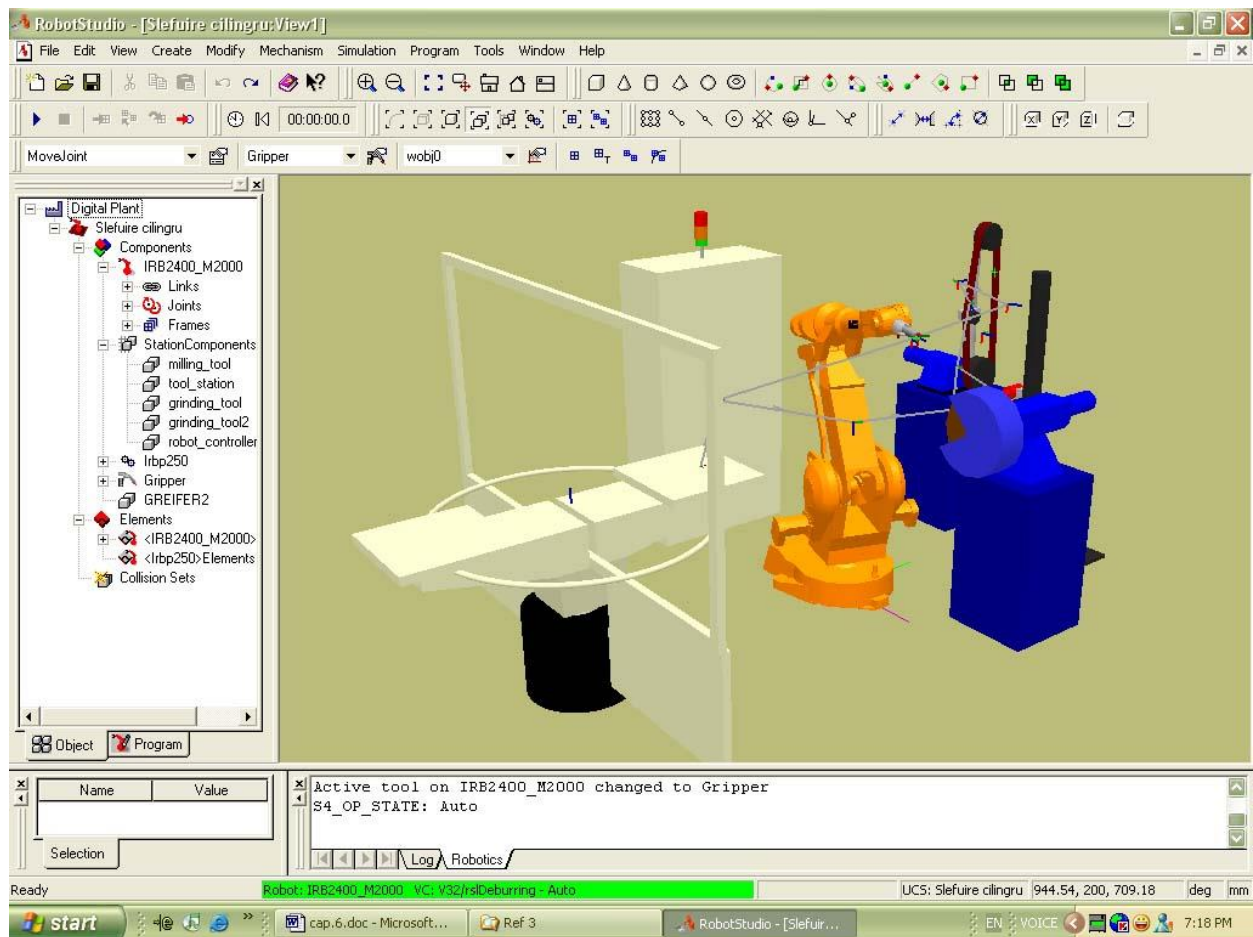 RobotStudio - [Slefuire cilingru:View1]
File Edit View Create Modify Mechanism Simulation Program Tools Window Help
00:00:00.0
MoveJoint Gripper wobj0
Digital Plant
Slefuire cilingru
Components
IRB2400_M2000
Links
Joints
Frames
StationComponents
milling_tool
tool_station
grinding_tool
grinding_tool2
robot_controller
Irbp250
Gripper
GREIFER2
Elements
<IRB2400_M2000>
<Irbp250>Elements
Collision Sets
Object Program
Name Value
Selection
Active tool on IRB2400_M2000 changed to Gripper
S4_OP_STATE: Auto
Log Robotics
Ready Robot: IRB2400_M2000 VC: V32/rslDeburring - Auto UCS: Slefuire cilingru 944.54, 200, 709.18 deg mm
start cap.6.doc - Microsoft... Ref 3 RobotStudio - [Slefuir... EN VOICE 7:18 PM